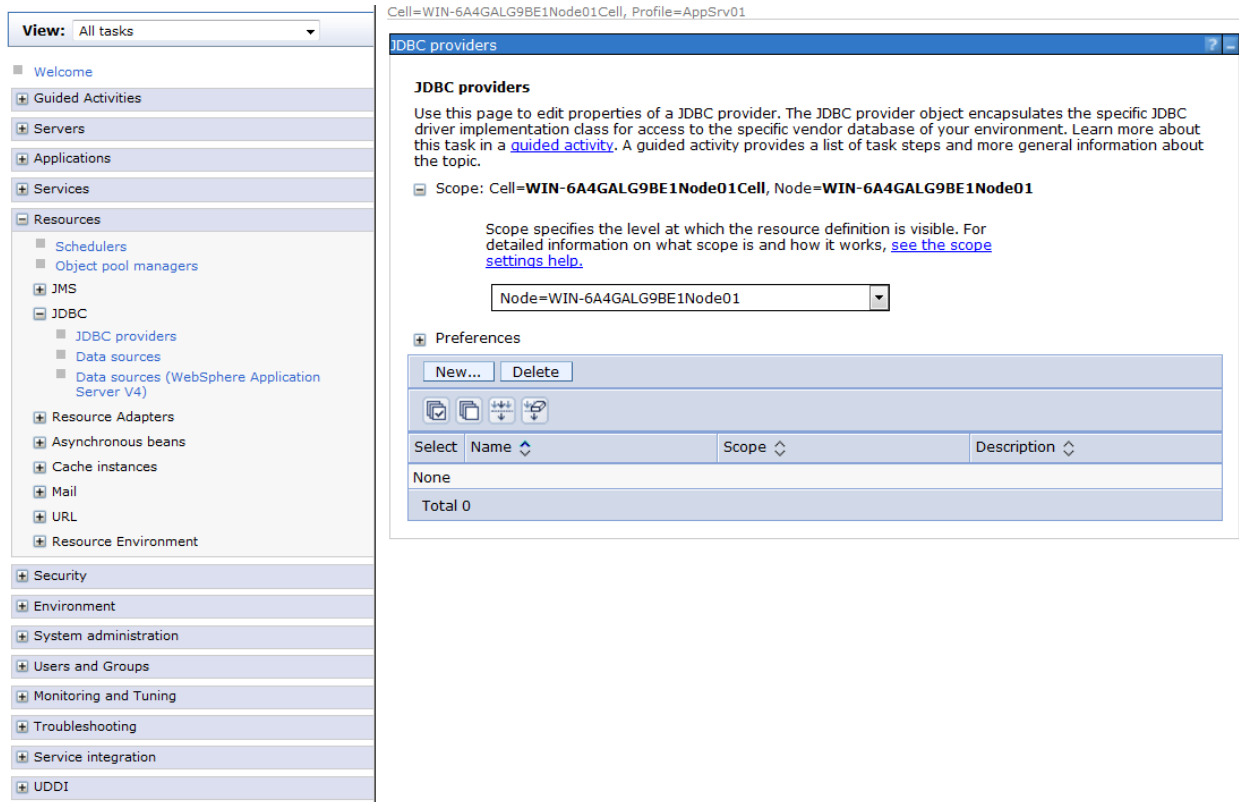 View: All tasks
Welcome
Guided Activities
Servers
Applications
Services
Resources
Schedulers
Object pool managers
JMS
JDBC
JDBC providers
Data sources
Data sources (WebSphere Application
Server V4)
Resource Adapters
Asynchronous beans
Cache instances
Mail
URL
Resource Environment
Security
Environment
System administration
Users and Groups
Monitoring and Tuning
Troubleshooting
Service integration
UDDI
Cell=WIN-6A4GALG9BE1Node01Cell, Profile=AppSrv01
JDBC providers ? -
JDBC providers
Use this page to edit properties of a JDBC provider. The JDBC provider object encapsulates the specific JDBC
driver implementation class for access to the specific vendor database of your environment. Learn more about
this task in a guided activity. A guided activity provides a list of task steps and more general information about
the topic.
Scope: Cell=WIN-6A4GALG9BE1Node01Cell, Node=WIN-6A4GALG9BE1Node01
Scope specifies the level at which the resource definition is visible. For
detailed information on what scope is and how it works, see the scope
settings help.
Node=WIN-6A4GALG9BE1Node01
Preferences
New... Delete
Select Name Scope Description
None
Total 0